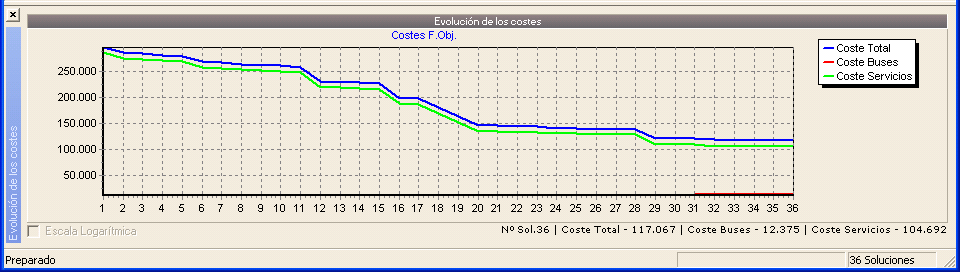 Evolución de los costes
Costes F.Obj.
Evolución de los costes
250.000
200.000
150.000
100.000
50.000
1 2 3 4 5 6 7 8 9 10 11 12 13 14 15 16 17 18 19 20 21 22 23 24 25 26 27 28 29 30 31 32 33 34 35 36
Coste Total
Coste Buses
Coste Servicios
Escala Logarítmica
Nº Sol.36 | Coste Total - 117.067 | Coste Buses - 12.375 | Coste Servicios - 104.692
Preparado
36 Soluciones